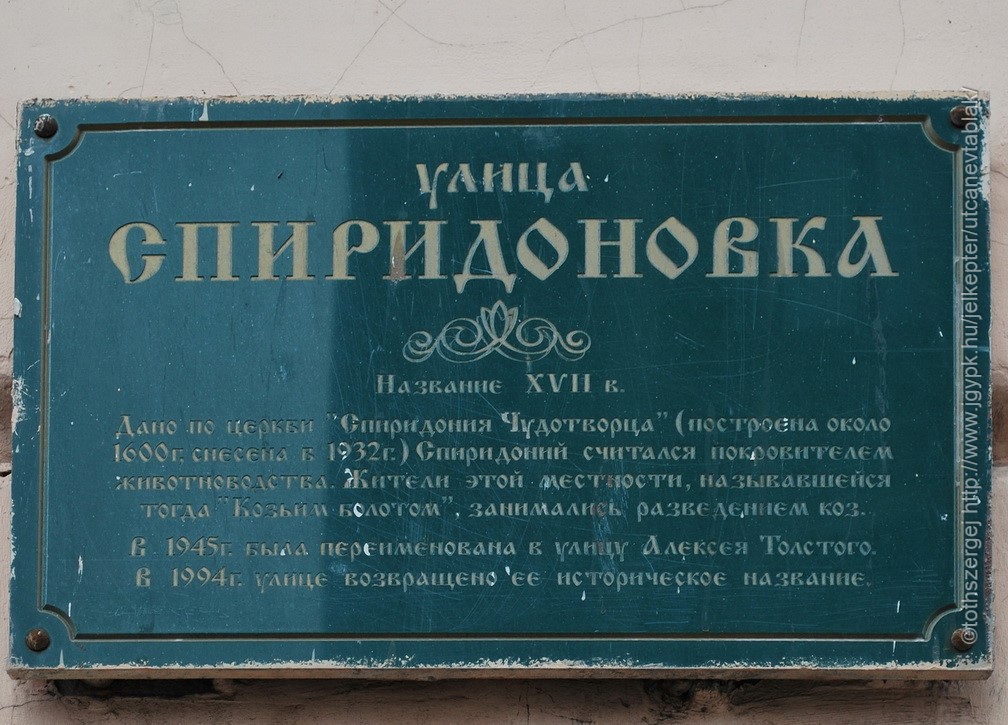 улица
СПИРИДОНОВКА
Название XVII в.
Дано по церкви "Спиридония Чудотворца" (построена около
1600г. снесена в 1932г.) Спиридоний считался покровителем
животноводства. Жители этой местности, называвшейся
тогда "Козьим болотом", занимались разведением коз.
В 1945г. была переименована в улицу Алексея Толстого.
В 1994г. улице возвращено ее историческое название.
©tothszergej http://www.jgypk.hu/jelkepter/utcanevtablak/